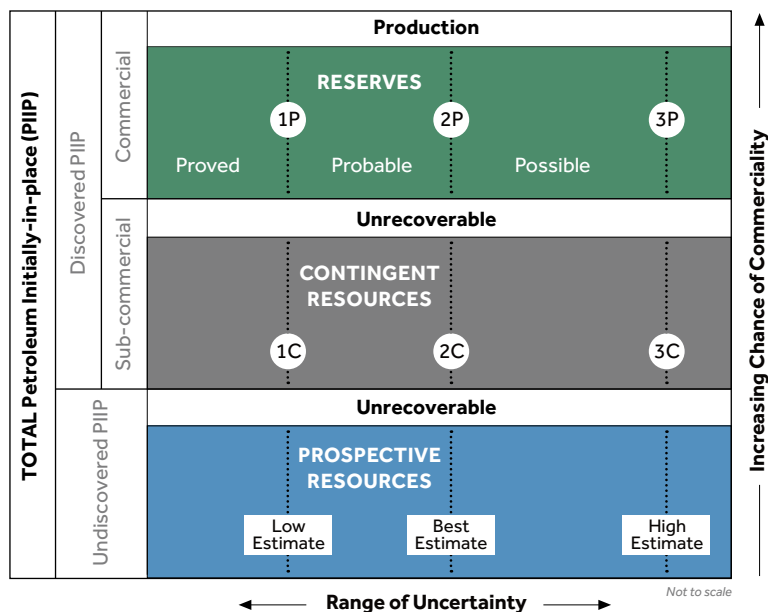 TOTAL Petroleum Initially-in-place (PIIP)
Discovered PIIP
Undiscovered PIIP
Commercial
Sub-commercial
Production
RESERVES
1P
2P
3P
Proved
Probable
Possible
Unrecoverable
CONTINGENT
RESOURCES
1C
2C
3C
Unrecoverable
PROSPECTIVE
RESOURCES
Low
Estimate
Best
Estimate
High
Estimate
Increasing Chance of Commerciality
Not to scale
Range of Uncertainty